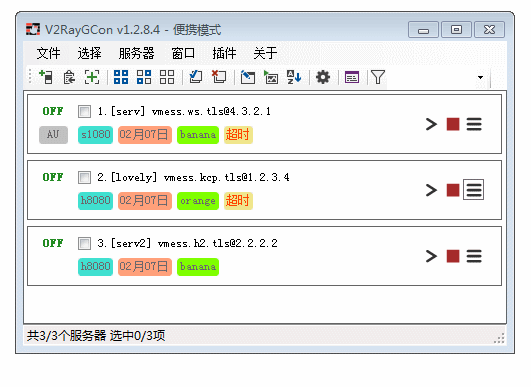 V2RayGCon v1.2.8.4 - 便携模式
文件 选择 服务器 窗口 插件 关于
OFF 1.[serv] vmess.ws.tls@4.3.2.1
AU s1080 02月07日 banana 超时
OFF 2.[lovely] vmess.kcp.tls@1.2.3.4
h8080 02月07日 orange 超时
OFF 3.[serv2] vmess.h2.tls@2.2.2.2
h8080 02月07日 banana
共3/3个服务器 选中0/3项